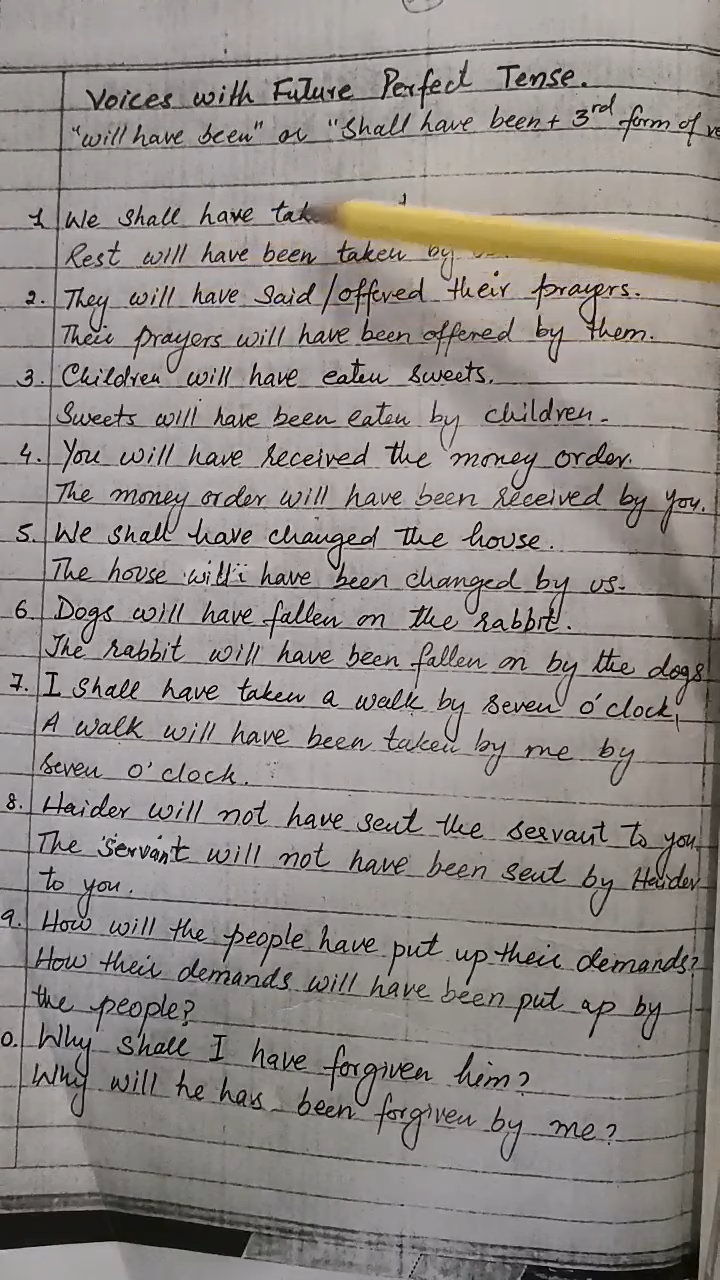 Voices with Future Perfect Tense.
"will have been" or "Shall have been + 3rd form of
1. We shall have
Rest will have been taken by
2. They will have said/offered their prayers.
Their prayers will have been offered by them.
3. Children will have eaten sweets.
Sweets will have been eaten by children.
4. You will have received the money order.
The money order will have been received by you.
5. We shall have changed the house.
The house will have been changed by us.
6. Dogs will have fallen on the rabbit.
The rabbit will have been fallen on by the dogs
7. I shall have taken a walk by seven o'clock,
A walk will have been taken by me by
seven o'clock.
8. Haider will not have sent the servant to you
The servant will not have been sent by Haider
to you.
9. How will the people have put up their demands?
How their demands will have been put up by
the people?
0. Why shall I have forgiven him?
Why will he has been forgiven by me?